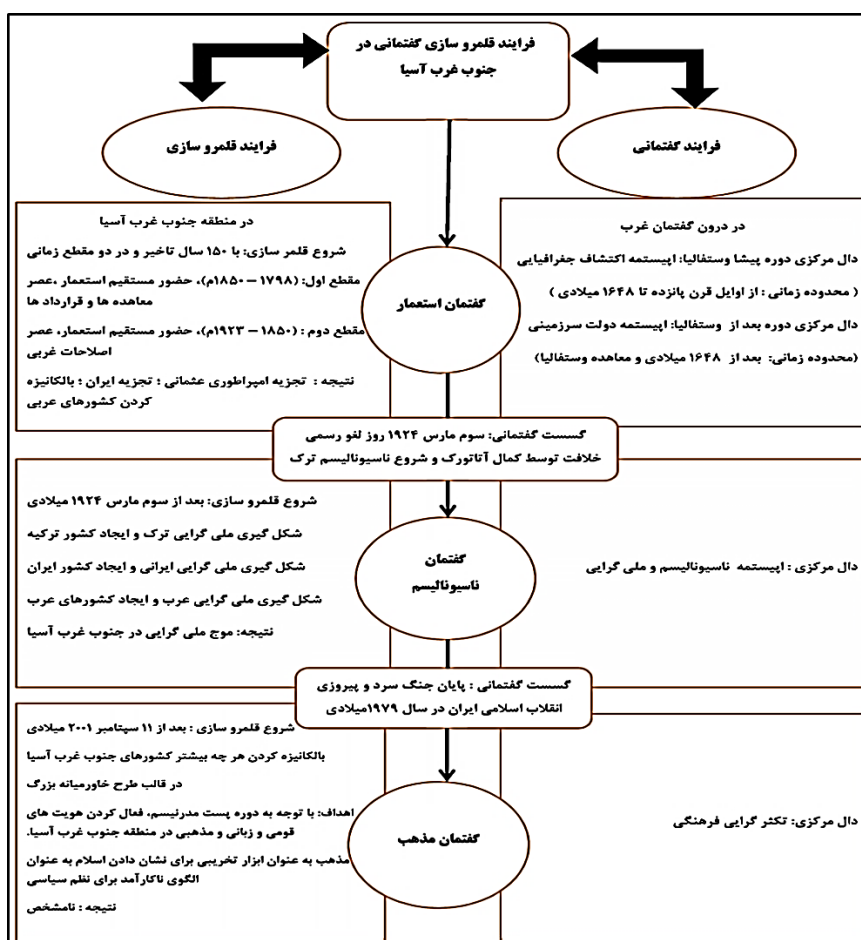 فرایند قلمرو سازی گفتمانی در
جنوب غرب آسیا
فرایند گفتمانی
فرایند قلمرو سازی
در درون گفتمان غرب
دال مرکزی دوره پیشا وستفالیا: اپیستمه اکتشاف جغرافیایی
( محدوده زمانی : از اوایل قرن پانزده تا ۱۶۴۸ میلادی )
دال مرکزی دوره بعد از وستفالیا: اپیستمه دولت سرزمینی
(محدوده زمانی: بعد از ۱۶۴۸ میلادی و معاهده وستفالیا)
گفتمان استعمار
در منطقه جنوب غرب آسیا
شروع قلمر سازی: با ۱۵۰ سال تاخیر و در دو مقطع زمانی
مقطع اول: (۱۷۹۸ – ۱۸۵۰م)، حضور مستقیم استعمار ،عصر
معاهده ها و قرارداد ها
مقطع دوم : (۱۸۵۰ – ۱۹۲۳م)، حضور مستقیم استعمار، عصر
اصلاحات غربی
نتیجه : تجزیه امپراطوری عثمانی ؛ تجزیه ایران ؛ بالکانیزه
کردن کشورهای عربی
گسست گفتمانی: سوم مارس ۱۹۲۴ روز لغو رسمی
خلافت توسط کمال آتاتورک و شروع ناسیونالیسم ترک
دال مرکزی : اپیستمه ناسیونالیسم و ملی گرایی
گفتمان
ناسیونالیسم
شروع قلمرو سازی: بعد از سوم مارس ۱۹۲۴ میلادی
شکل گیری ملی گرایی ترک و ایجاد کشور ترکیه
شکل گیری ملی گرایی ایرانی و ایجاد کشور ایران
شکل گیری ملی گرایی عرب و ایجاد کشورهای عرب
نتیجه: موج ملی گرایی در جنوب غرب آسیا
گسست گفتمانی : پایان جنگ سرد و پیروزی
انقلاب اسلامی ایران در سال ۱۹۷۹میلادی
دال مرکزی: تکثر گرایی فرهنگی
گفتمان مذهب
شروع قلمرو سازی : بعد از ۱۱ سپتامبر ۲۰۰۱ میلادی
بالکانیزه کردن هر چه بیشتر کشورهای جنوب غرب آسیا
در قالب طرح خاورمیانه بزرگ
اهداف: با توجه به دوره پست مدرنیسم، فعال کردن هویت های
قومی و زبانی و مذهبی در منطقه جنوب غرب آسیا.
مذهب به عنوان ابزار تخریبی برای نشان دادن اسلام به عنوان
الگوی ناکارآمد برای نظم سیاسی
نتیجه : نامشخص